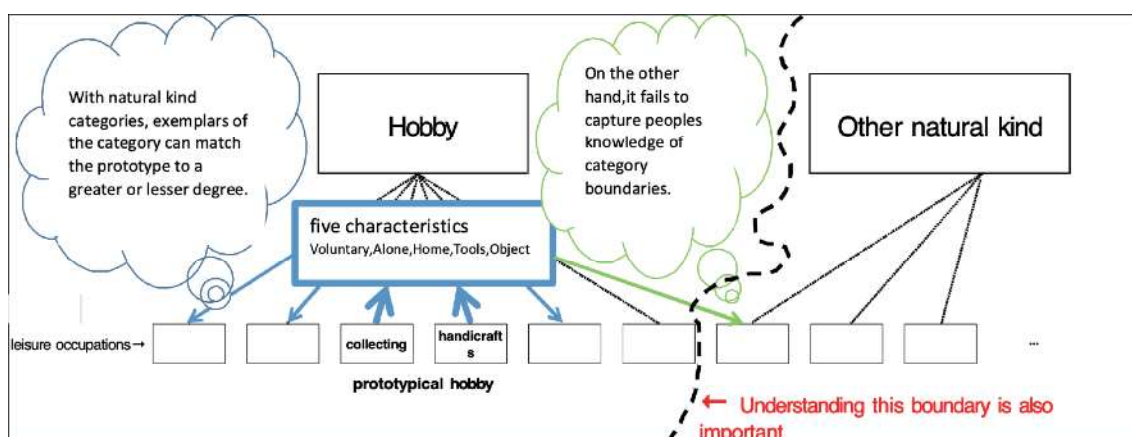 With natural kind
categories, exemplars of
the category can match
the prototype to a
greater or lesser degree.
Hobby
On the other
hand,it fails to
capture peoples
knowledge of
category
boundaries.
Other natural kind
five characteristics
Voluntary,Alone,Home,Tools,Object
leisure occupations→
collecting
handicraft
s
...
prototypical hobby
← Understanding this boundary is also
important